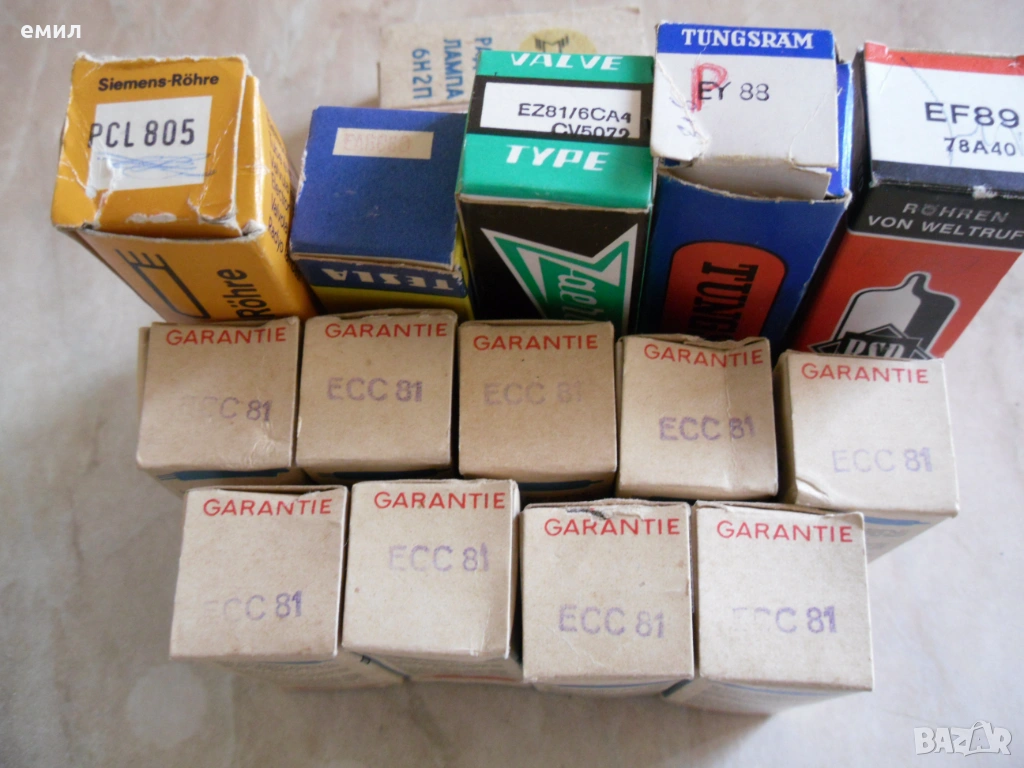 емил
РА
ЛАМПА
6Н2П
Siemens-Röhre
PCL 805
Röhre
TESLA
VALVE
EZ81/6CA4
CV5072
TYPE
TUNGSRAM
P
EY 88
TUNG
EF89
78A40
RÖHREN
VON WELTRUF
GARANTIE
ECC 81
GARANTIE
ECC 81
GARANTIE
ECC 81
GARANTIE
ECC 81
GARANTIE
ECC 81
GARANTIE
ECC 81
GARANTIE
ECC 81
GARANTIE
ECC 81
GARANTIE
ECC 81
BAZAR